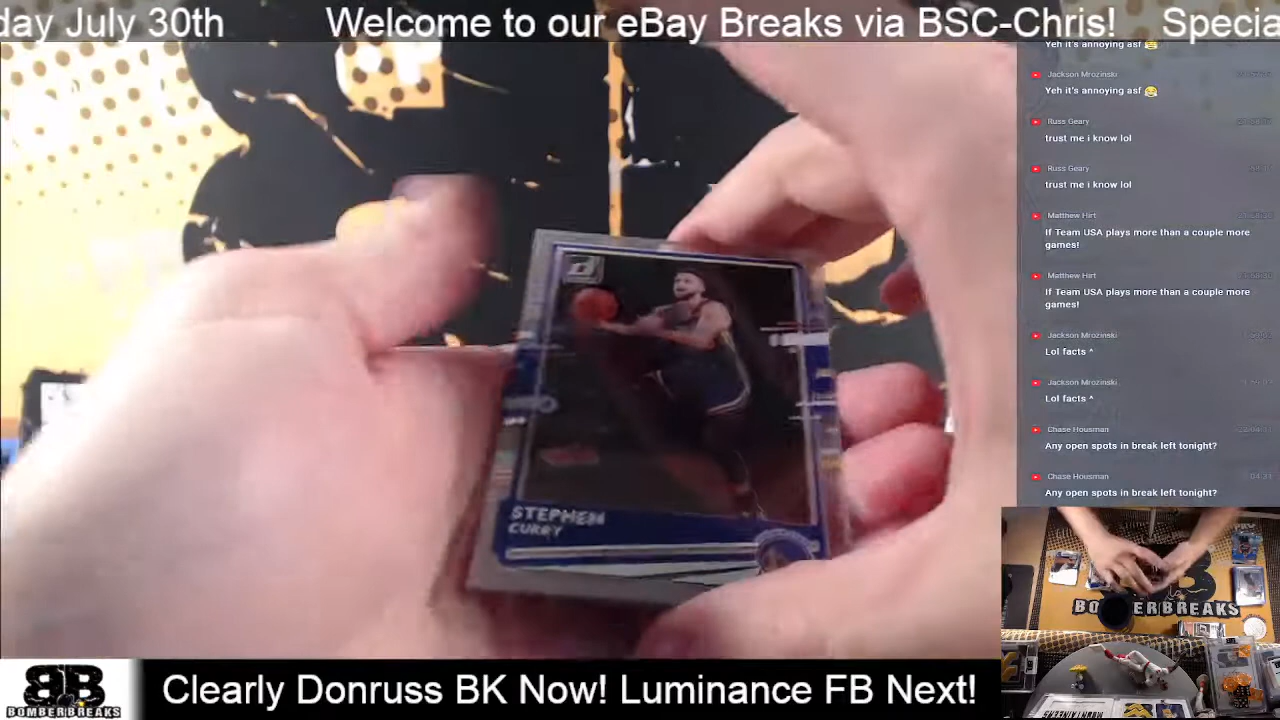 day July 30th Welcome to our eBay Breaks via BSC-Chris! Specia
Yeh it's annoying asf 😂
Jackson Mrozinski
Yeh it's annoying asf 😂
Russ Geary
trust me i know lol
Russ Geary
trust me i know lol
Matthew Hirt
If Team USA plays more than a couple more
games!
Matthew Hirt
If Team USA plays more than a couple more
games!
Jackson Mrozinski
Lol facts ^
Jackson Mrozinski
Lol facts ^
Chase Housman
Any open spots in break left tonight?
Chase Housman
Any open spots in break left tonight?
STEPHEN
CURRY
BOMBERBREAKS
BB
BOMBERBREAKS
Clearly Donruss BK Now! Luminance FB Next!